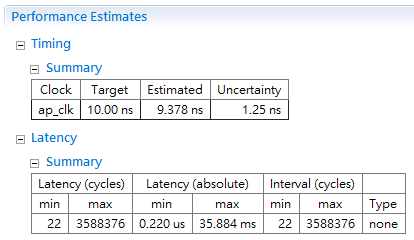 Performance Estimates
Timing
Summary
Clock Target Estimated Uncertainty
ap_clk 10.00 ns 9.378 ns 1.25 ns
Latency
Summary
Latency (cycles) Latency (absolute) Interval (cycles)
min max min max min max Type
22 3588376 0.220 us 35.884 ms 22 3588376 none